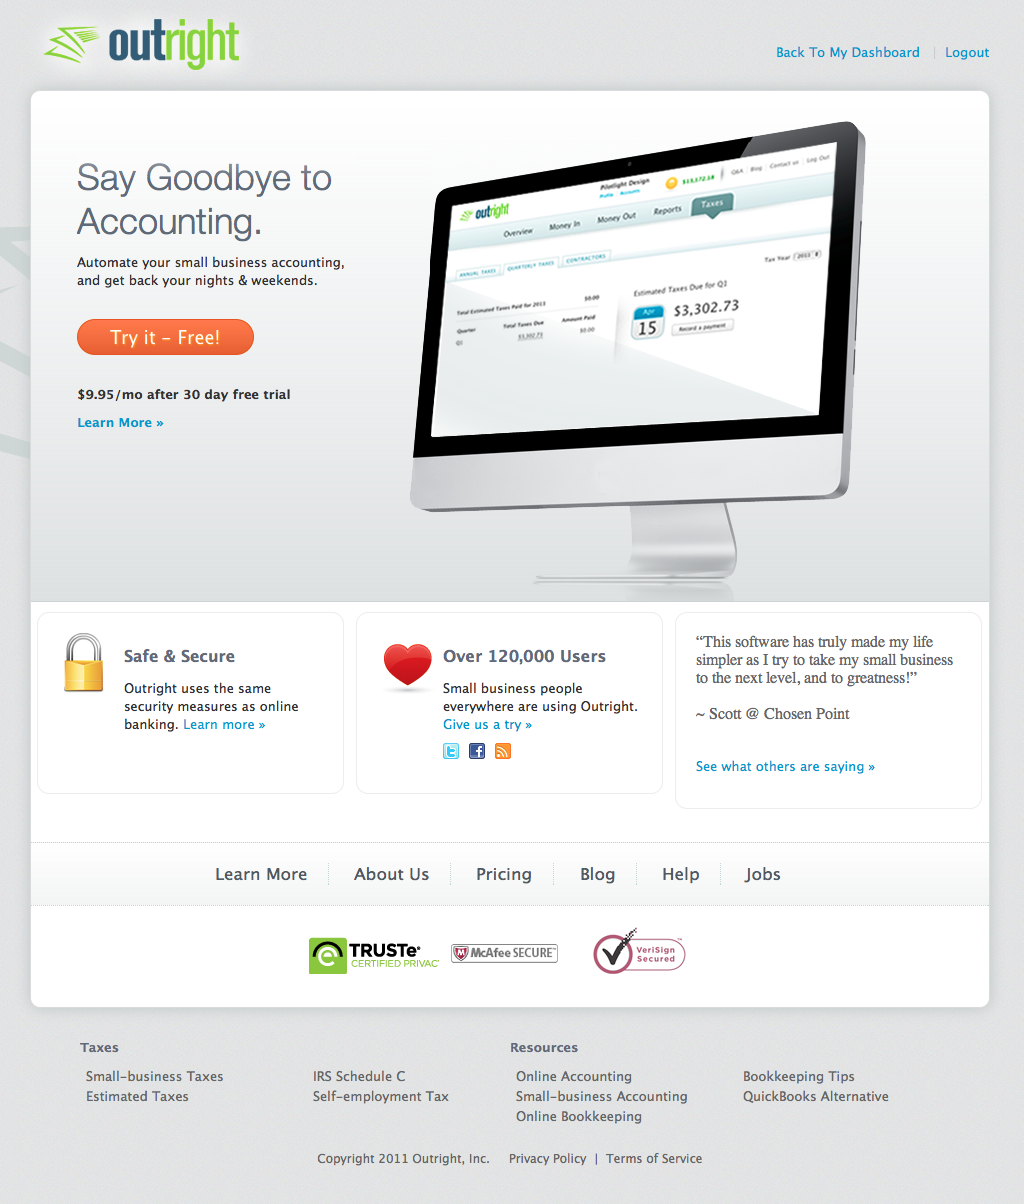 outright
Back To My Dashboard | Logout
Say Goodbye to
Accounting.
Automate your small business accounting,
and get back your nights & weekends.
Try it – Free!
$9.95/mo after 30 day free trial
Learn More »
outright
Pilotlight Design
Profile Accounts
$13,172.18
Q&A | Blog | Contact us | Log Out
Overview Money In Money Out Reports Taxes
ANNUAL TAXES QUARTERLY TAXES CONTRACTORS
Tax Year 2011
Total Estimated Taxes Paid for 2011 $0.00
Quarter Total Taxes Due Amount Paid
Q1 $3,302.73 $0.00
Estimated Taxes Due for Q1
Apr
15
$3,302.73
Record a payment
Safe & Secure
Outright uses the same
security measures as online
banking. Learn more »
Over 120,000 Users
Small business people
everywhere are using Outright.
Give us a try »
“This software has truly made my life
simpler as I try to take my small business
to the next level, and to greatness!”
~ Scott @ Chosen Point
See what others are saying »
Learn More About Us Pricing Blog Help Jobs
TRUSTe
CERTIFIED PRIVAC
McAfee SECURE™
VeriSign
Secured
Taxes
Small-business Taxes
Estimated Taxes
IRS Schedule C
Self-employment Tax
Resources
Online Accounting
Small-business Accounting
Online Bookkeeping
Bookkeeping Tips
QuickBooks Alternative
Copyright 2011 Outright, Inc. Privacy Policy | Terms of Service